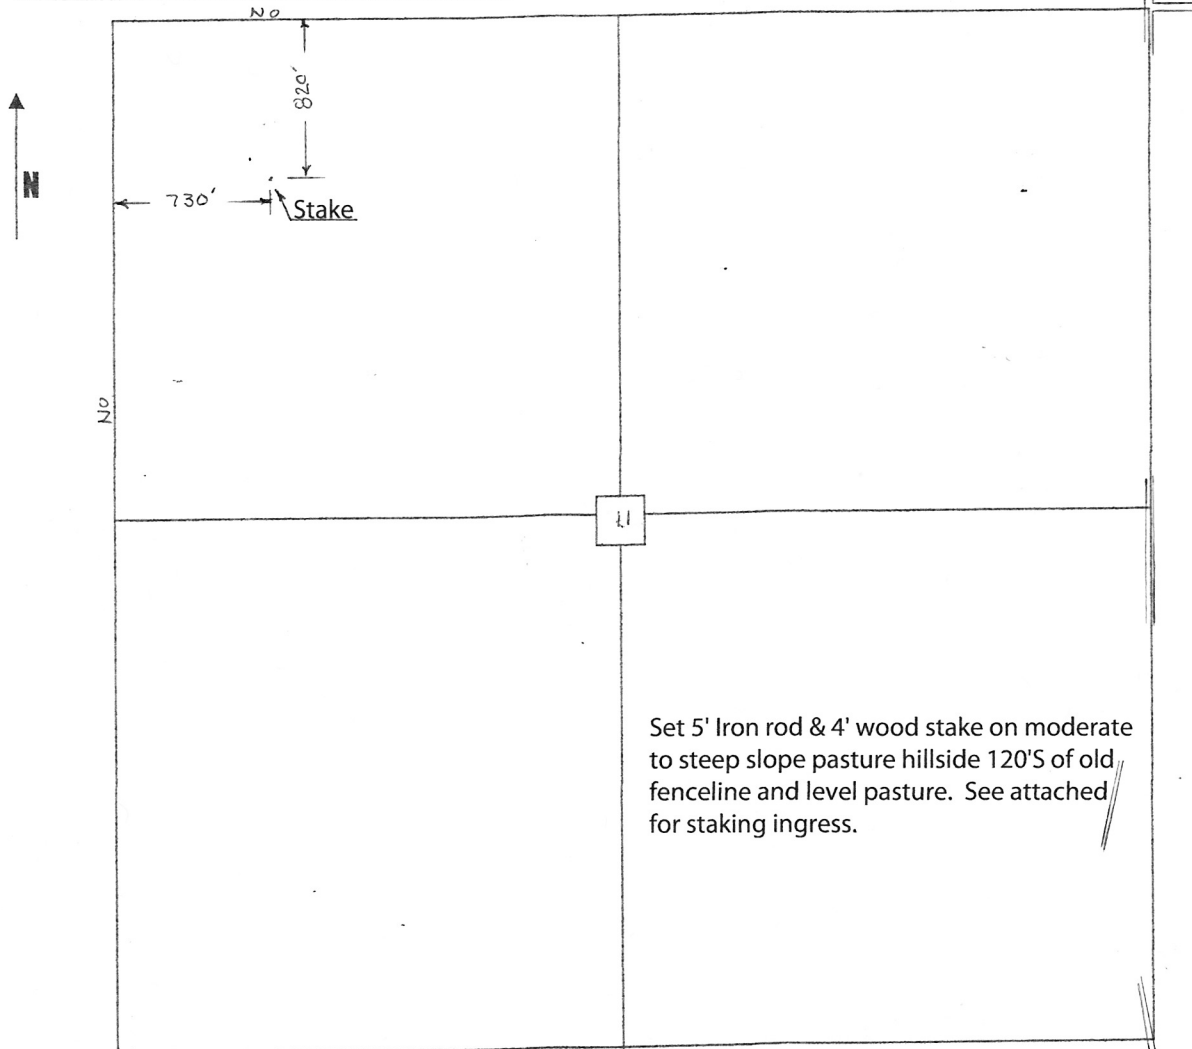 NO
820'
N
730'
Stake
NO
17
Set 5' Iron rod & 4' wood stake on moderate
to steep slope pasture hillside 120'S of old
fenceline and level pasture.  See attached
for staking ingress.